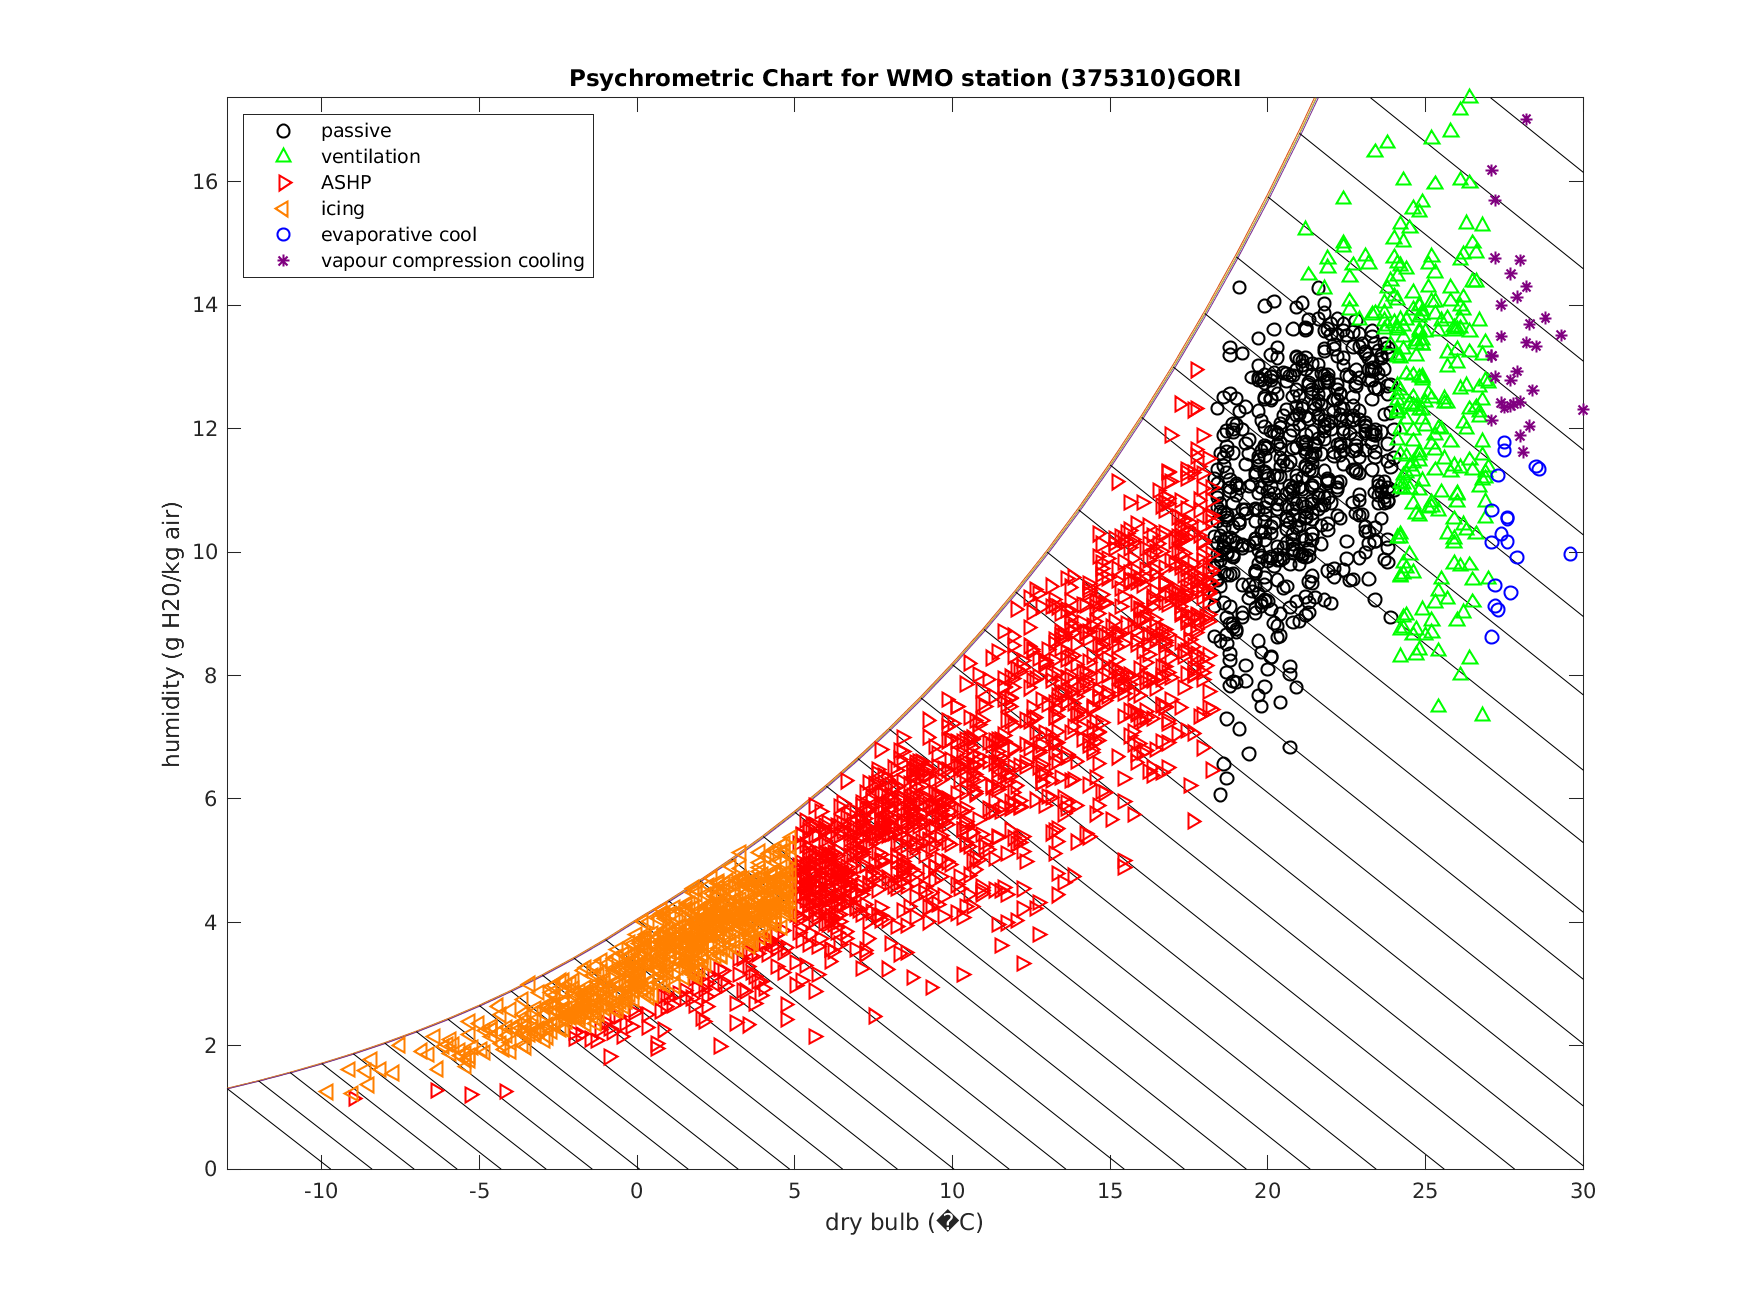 Psychrometric Chart for WMO station (375310)GORI
passive
ventilation
ASHP
icing
evaporative cool
vapour compression cooling
humidity (g H20/kg air)
16
14
12
10
8
6
4
2
0
-10 -5 0 5 10 15 20 25 30
dry bulb (�C)